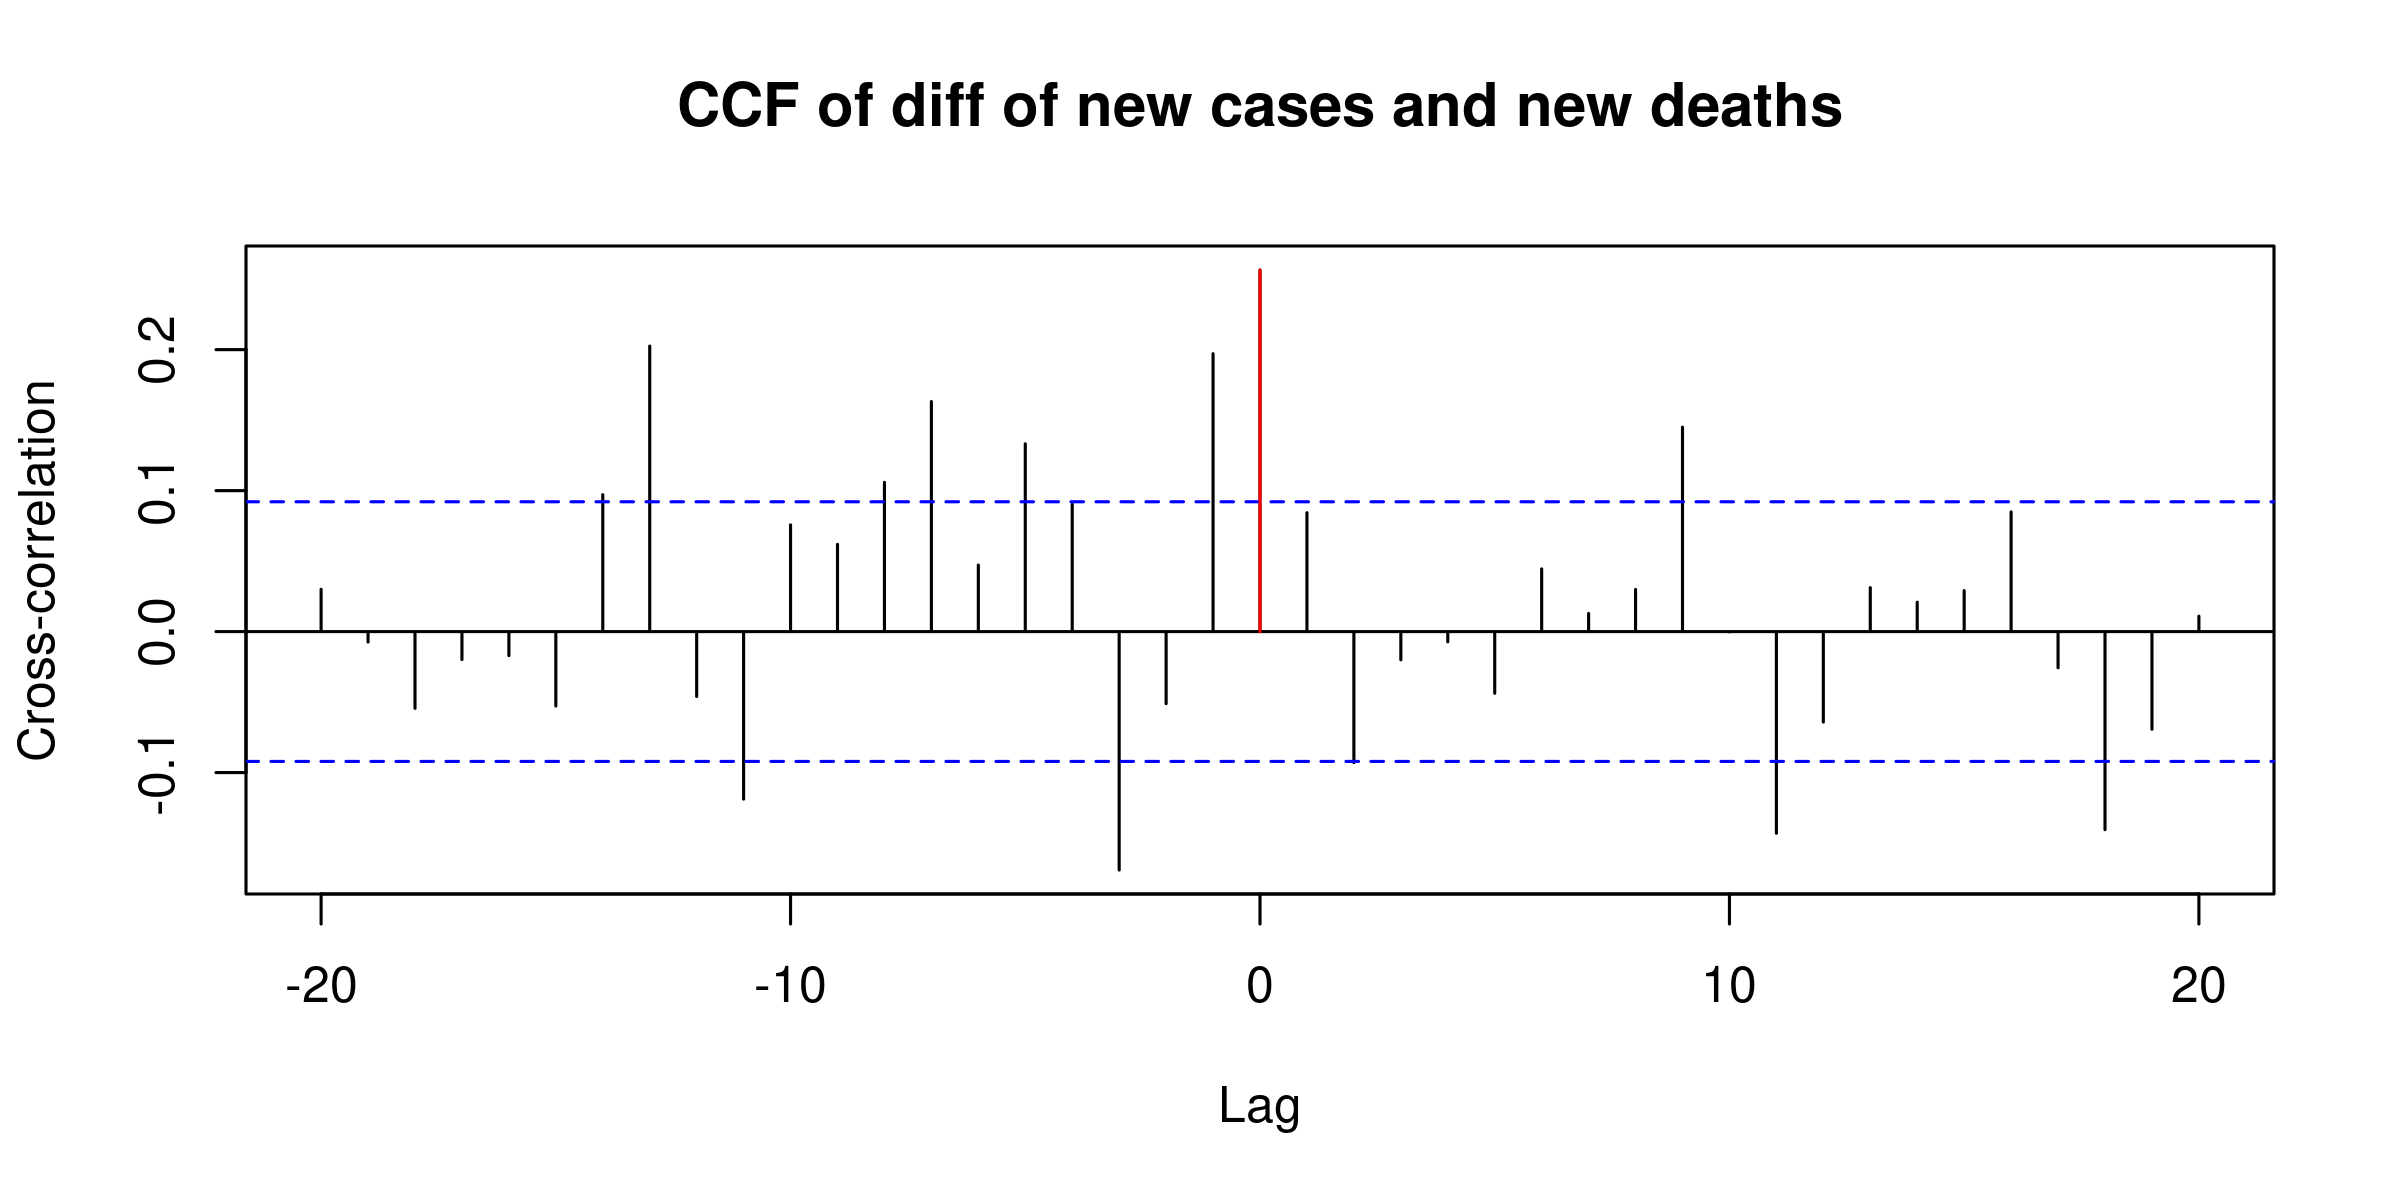 CCF of diff of new cases and new deaths
Cross-correlation
0.2
0.1
0.0
-0.1
-20 -10 0 10 20
Lag